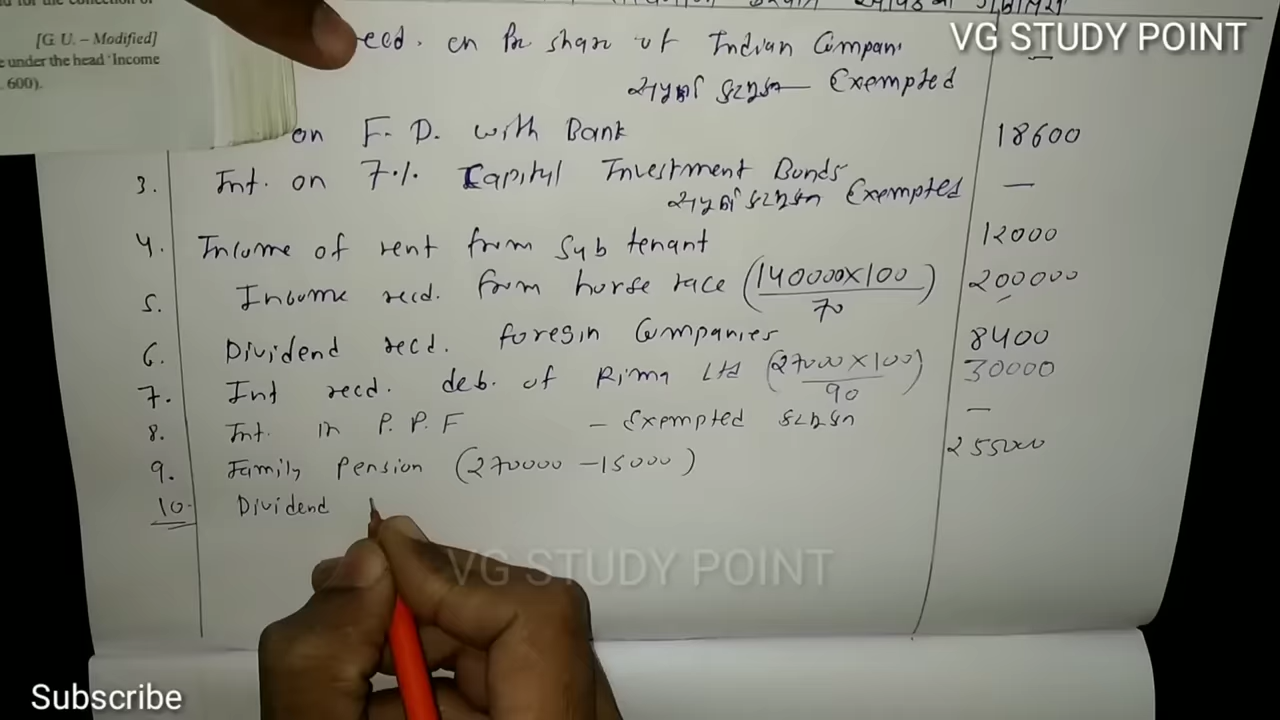 [G. U. – Modified]
e under the head 'Income
600).
VG STUDY POINT
on Pre share of Indian Compani
Exempted
on F. D. with Bank 18600
3. Int. on 7.% Capityl Investment Bonds
Exempted —
4. Income of rent from Sub tenant 12000
5. Income recd. from horse race (140000×100 / 70) 200000
6. Dividend recd. foregin Companies 8400
7. Int recd. deb. of Rima Ltd (27000×100 / 90) 30000
8. Int. in P. P. F – Exempted કરમુક્ત —
9. Family Pension (270000 – 15000) 255000
10. Dividend
VG STUDY POINT
Subscribe